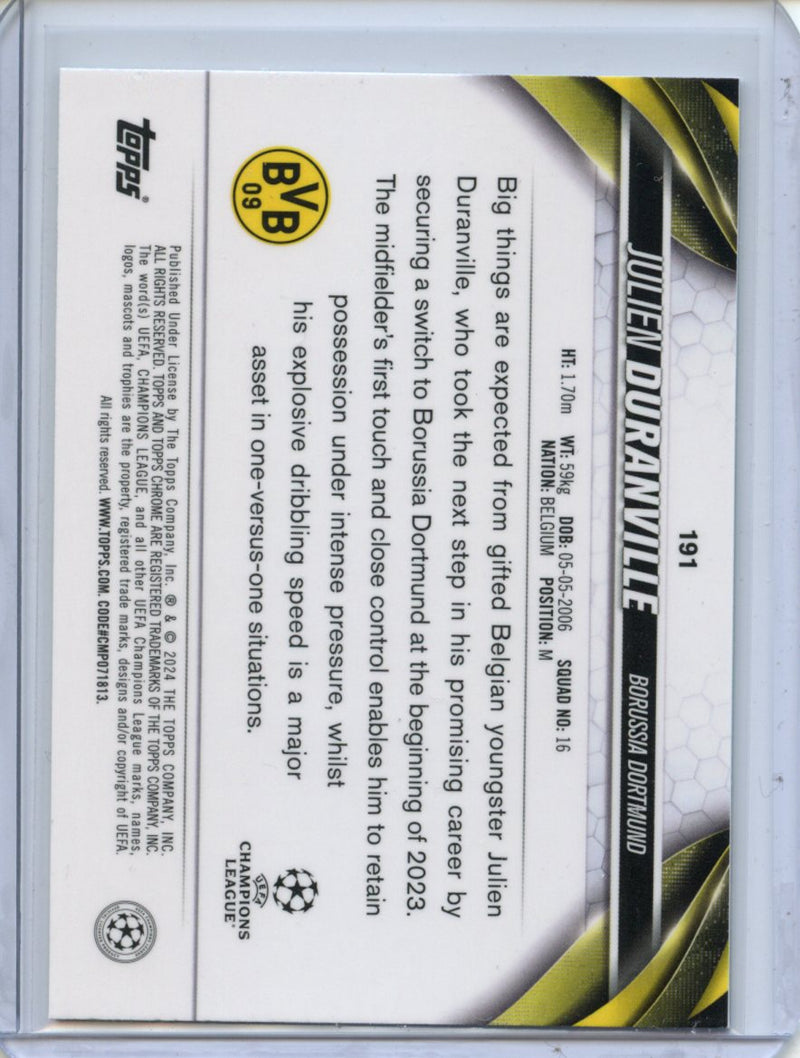 191
JULIEN DURANVILLE BORUSSIA DORTMUND
HT: 1.70m WT: 59kg DOB: 05-05-2006 SQUAD NO: 16
NATION: BELGIUM POSITION: M
Big things are expected from gifted Belgian youngster Julien
Duranville, who took the next step in his promising career by
securing a switch to Borussia Dortmund at the beginning of 2023.
The midfielder's first touch and close control enables him to retain
possession under intense pressure, whilst
his explosive dribbling speed is a major
asset in one-versus-one situations.
BVB
09
UEFA
CHAMPIONS
LEAGUE®
topps®
Published Under License by The Topps Company, Inc. ® & © 2024 THE TOPPS COMPANY, INC.
ALL RIGHTS RESERVED. TOPPS AND TOPPS CHROME ARE REGISTERED TRADEMARKS OF THE TOPPS COMPANY, INC.
The word(s) UEFA, CHAMPIONS LEAGUE, and all other UEFA Champions League marks, names,
logos, mascots and trophies are the property, registered trade marks, designs and/or copyright of UEFA.
All rights reserved. WWW.TOPPS.COM. CODE#CMP071813.